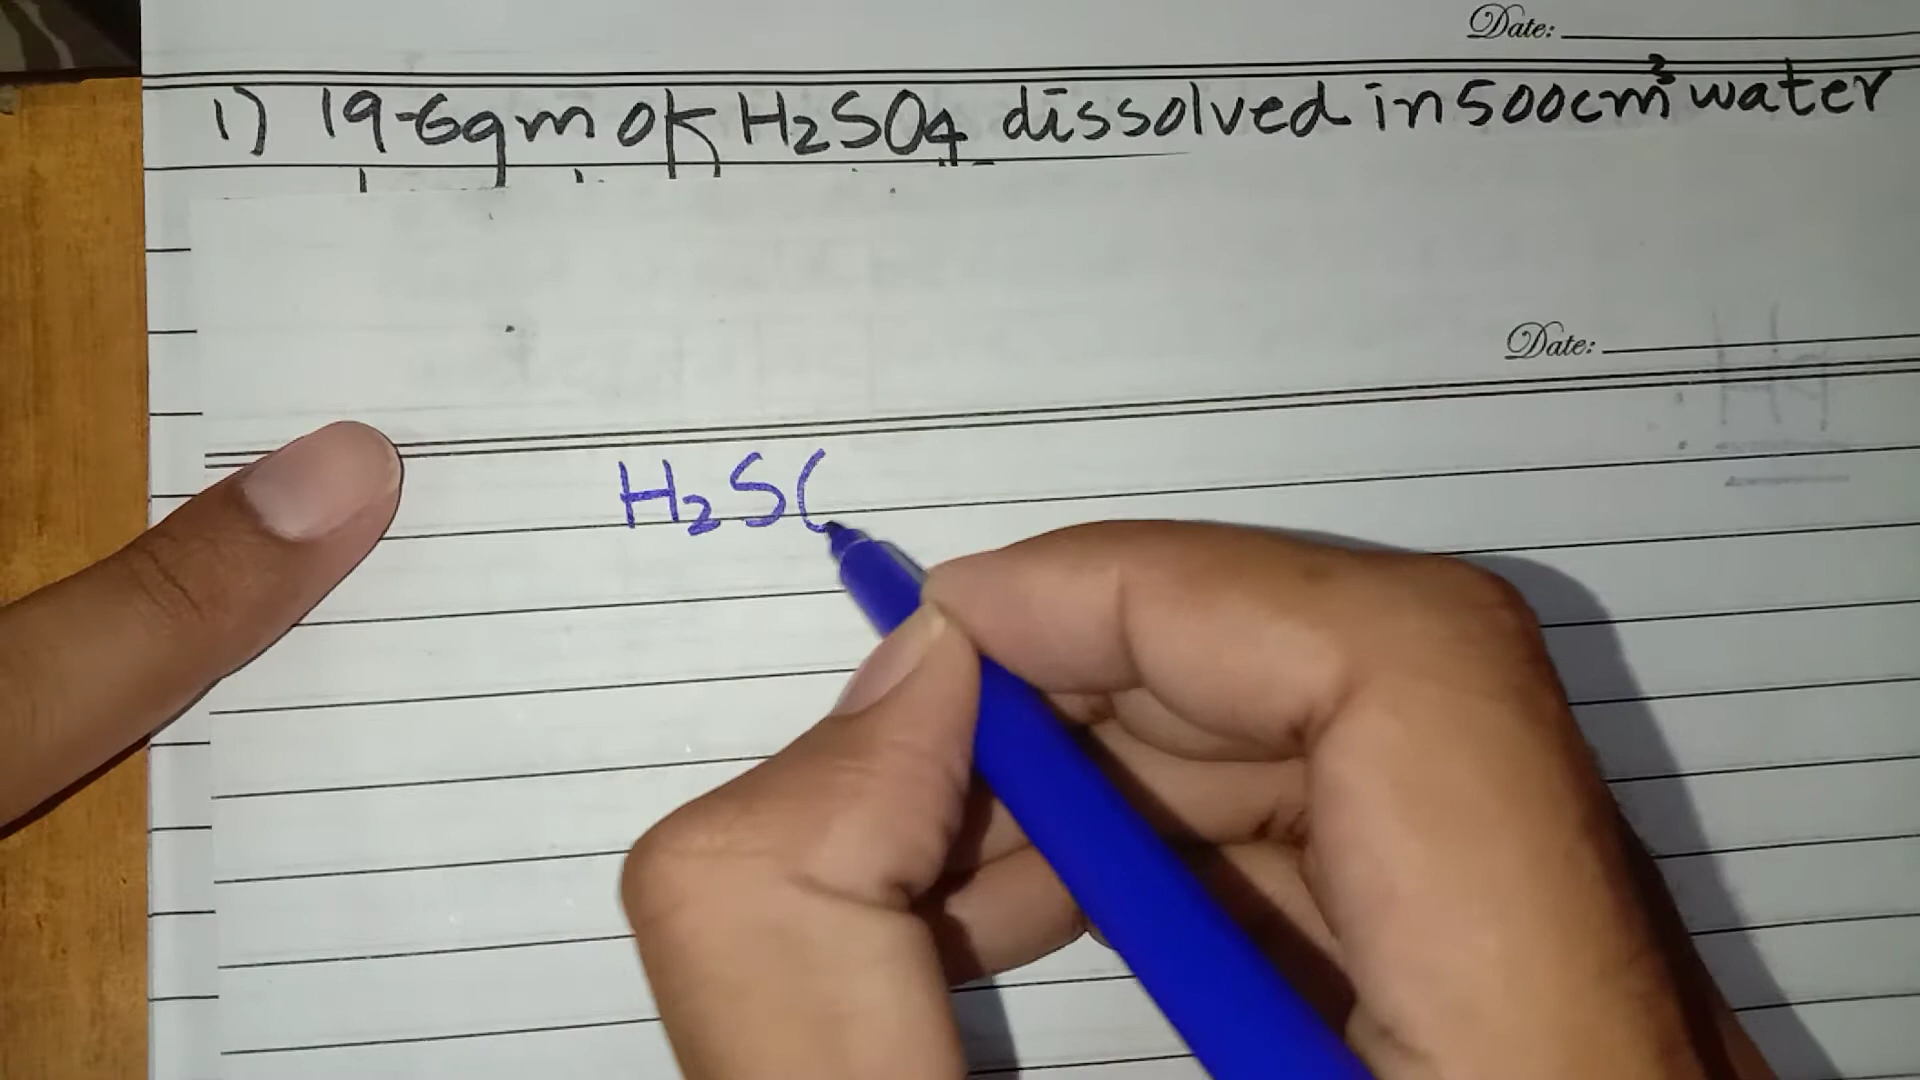 Date:
1) 19.6gm of H2SO4 dissolved in 500cm³ water
Date:
H2S